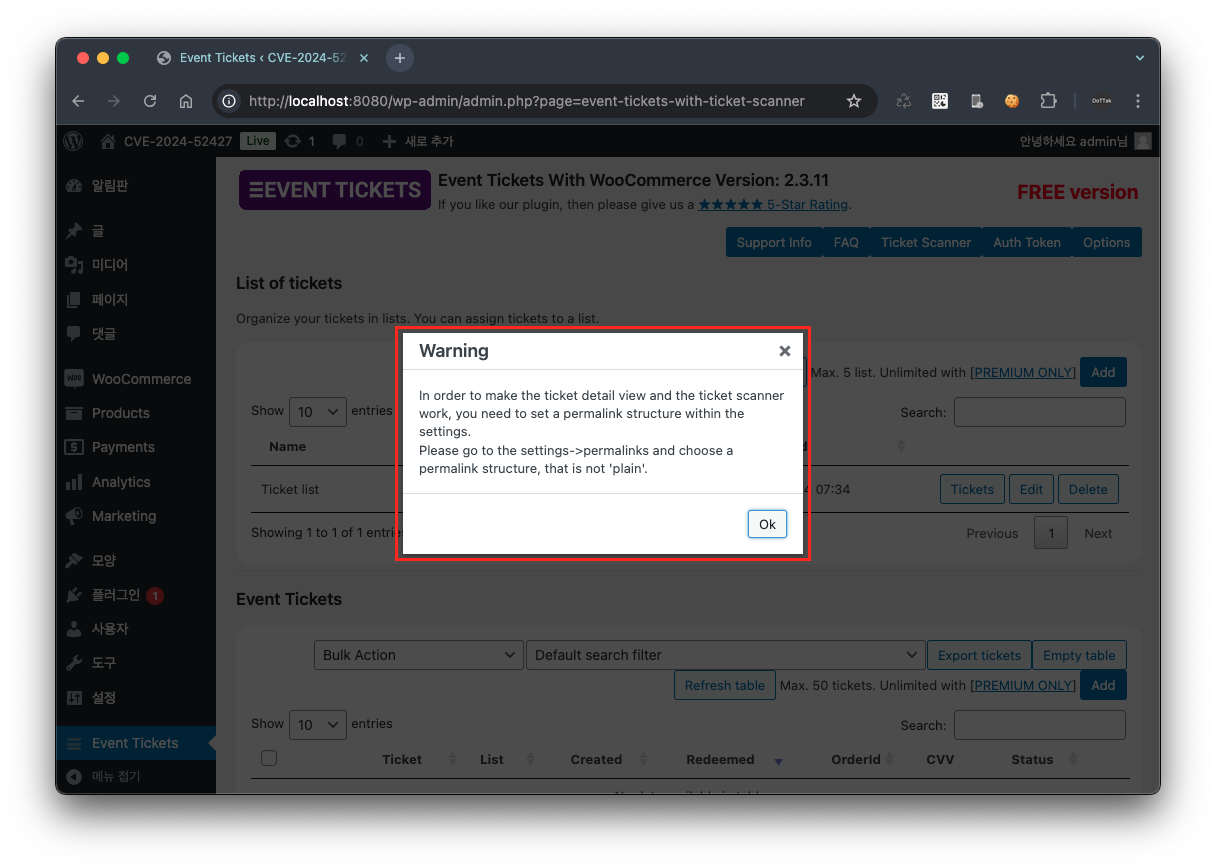 Event Tickets ‹ CVE-2024-52
http://localhost:8080/wp-admin/admin.php?page=event-tickets-with-ticket-scanner
DoTTak
CVE-2024-52427 Live 1 0 새로 추가 안녕하세요 admin님
알림판
글
미디어
페이지
댓글
WooCommerce
Products
Payments
Analytics
Marketing
모양
플러그인 1
사용자
도구
설정
Event Tickets
메뉴 접기
EVENT TICKETS
Event Tickets With WooCommerce Version: 2.3.11
If you like our plugin, then please give us a ★★★★★ 5-Star Rating.
FREE version
Support Info FAQ Ticket Scanner Auth Token Options
List of tickets
Organize your tickets in lists. You can assign tickets to a list.
Max. 5 list. Unlimited with [PREMIUM ONLY] Add
Show 10 entries
Search:
Name
Ticket list 07:34 Tickets Edit Delete
Showing 1 to 1 of 1 Previous 1 Next
Warning ×
In order to make the ticket detail view and the ticket scanner
work, you need to set a permalink structure within the
settings.
Please go to the settings->permalinks and choose a
permalink structure, that is not 'plain'.
Ok
Event Tickets
Bulk Action Default search filter Export tickets Empty table
Refresh table Max. 50 tickets. Unlimited with [PREMIUM ONLY] Add
Show 10 entries
Search:
Ticket List Created Redeemed OrderId CVV Status